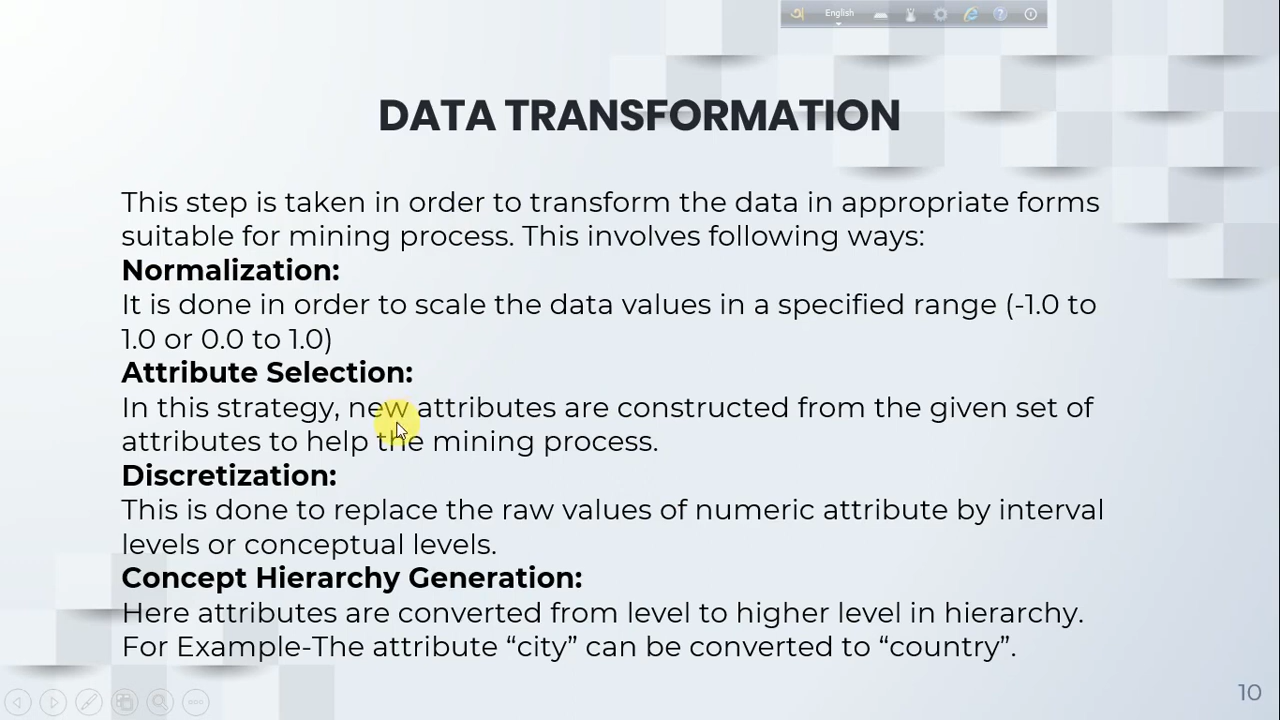 English
DATA TRANSFORMATION
This step is taken in order to transform the data in appropriate forms
suitable for mining process. This involves following ways:
Normalization:
It is done in order to scale the data values in a specified range (-1.0 to
1.0 or 0.0 to 1.0)
Attribute Selection:
In this strategy, new attributes are constructed from the given set of
attributes to help the mining process.
Discretization:
This is done to replace the raw values of numeric attribute by interval
levels or conceptual levels.
Concept Hierarchy Generation:
Here attributes are converted from level to higher level in hierarchy.
For Example-The attribute “city” can be converted to “country”.
10